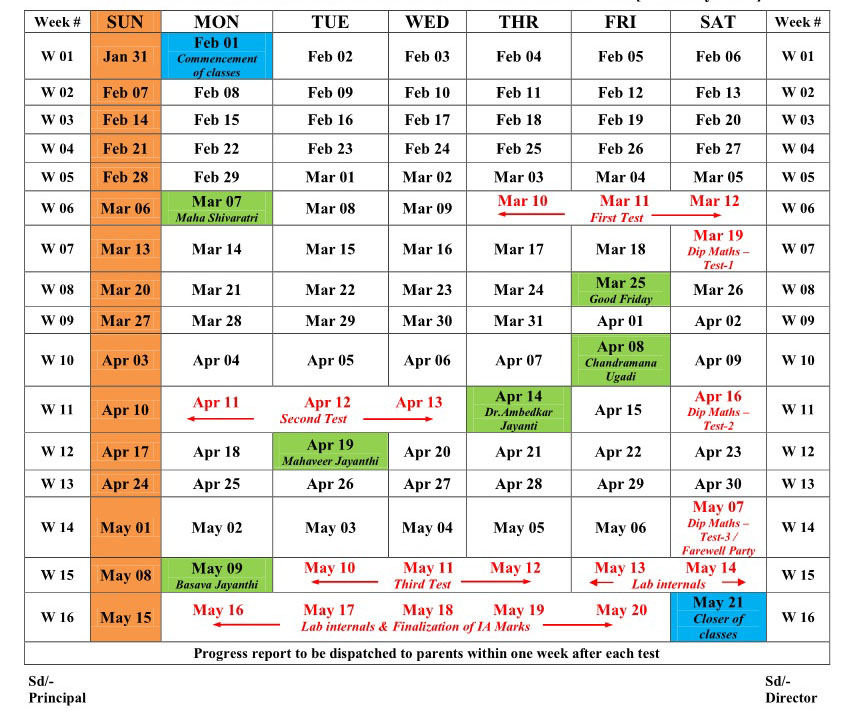 Week # SUN MON TUE WED THR FRI SAT Week #
W 01 Jan 31 Feb 01 Feb 02 Feb 03 Feb 04 Feb 05 Feb 06 W 01
Commencement
of classes
W 02 Feb 07 Feb 08 Feb 09 Feb 10 Feb 11 Feb 12 Feb 13 W 02
W 03 Feb 14 Feb 15 Feb 16 Feb 17 Feb 18 Feb 19 Feb 20 W 03
W 04 Feb 21 Feb 22 Feb 23 Feb 24 Feb 25 Feb 26 Feb 27 W 04
W 05 Feb 28 Feb 29 Mar 01 Mar 02 Mar 03 Mar 04 Mar 05 W 05
W 06 Mar 06 Mar 07 Mar 08 Mar 09 Mar 10 Mar 11 Mar 12 W 06
Maha Shivaratri First Test
W 07 Mar 13 Mar 14 Mar 15 Mar 16 Mar 17 Mar 18 Mar 19 W 07
Dip Maths –
Test-1
W 08 Mar 20 Mar 21 Mar 22 Mar 23 Mar 24 Mar 25 Mar 26 W 08
Good Friday
W 09 Mar 27 Mar 28 Mar 29 Mar 30 Mar 31 Apr 01 Apr 02 W 09
W 10 Apr 03 Apr 04 Apr 05 Apr 06 Apr 07 Apr 08 Apr 09 W 10
Chandramana
Ugadi
W 11 Apr 10 Apr 11 Apr 12 Apr 13 Apr 14 Apr 15 Apr 16 W 11
Second Test Dr.Ambedkar Dip Maths –
Jayanti Test-2
W 12 Apr 17 Apr 18 Apr 19 Apr 20 Apr 21 Apr 22 Apr 23 W 12
Mahaveer Jayanthi
W 13 Apr 24 Apr 25 Apr 26 Apr 27 Apr 28 Apr 29 Apr 30 W 13
W 14 May 01 May 02 May 03 May 04 May 05 May 06 May 07 W 14
Dip Maths –
Test-3 /
Farewell Party
W 15 May 08 May 09 May 10 May 11 May 12 May 13 May 14 W 15
Basava Jayanthi Third Test Lab internals
W 16 May 15 May 16 May 17 May 18 May 19 May 20 May 21 W 16
Lab internals & Finalization of IA Marks Closer of
classes
Progress report to be dispatched to parents within one week after each test
Sd/- Sd/-
Principal Director